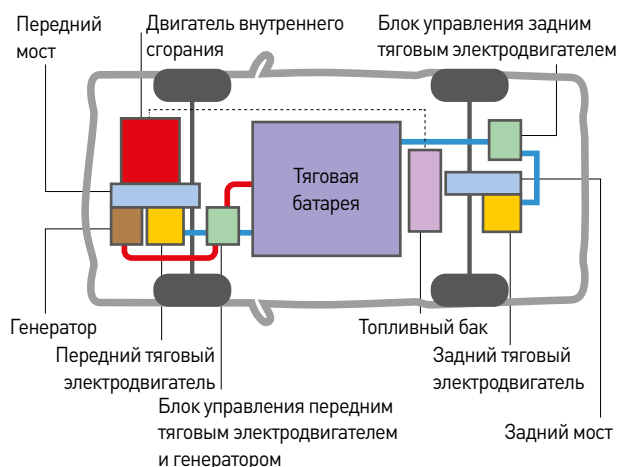 Передний
мост
Двигатель внутреннего
сгорания
Блок управления задним
тяговым электродвигателем
Тяговая
батарея
Генератор
Передний тяговый
электродвигатель
Блок управления передним
тяговым электродвигателем
и генератором
Топливный бак
Задний тяговый
электродвигатель
Задний мост